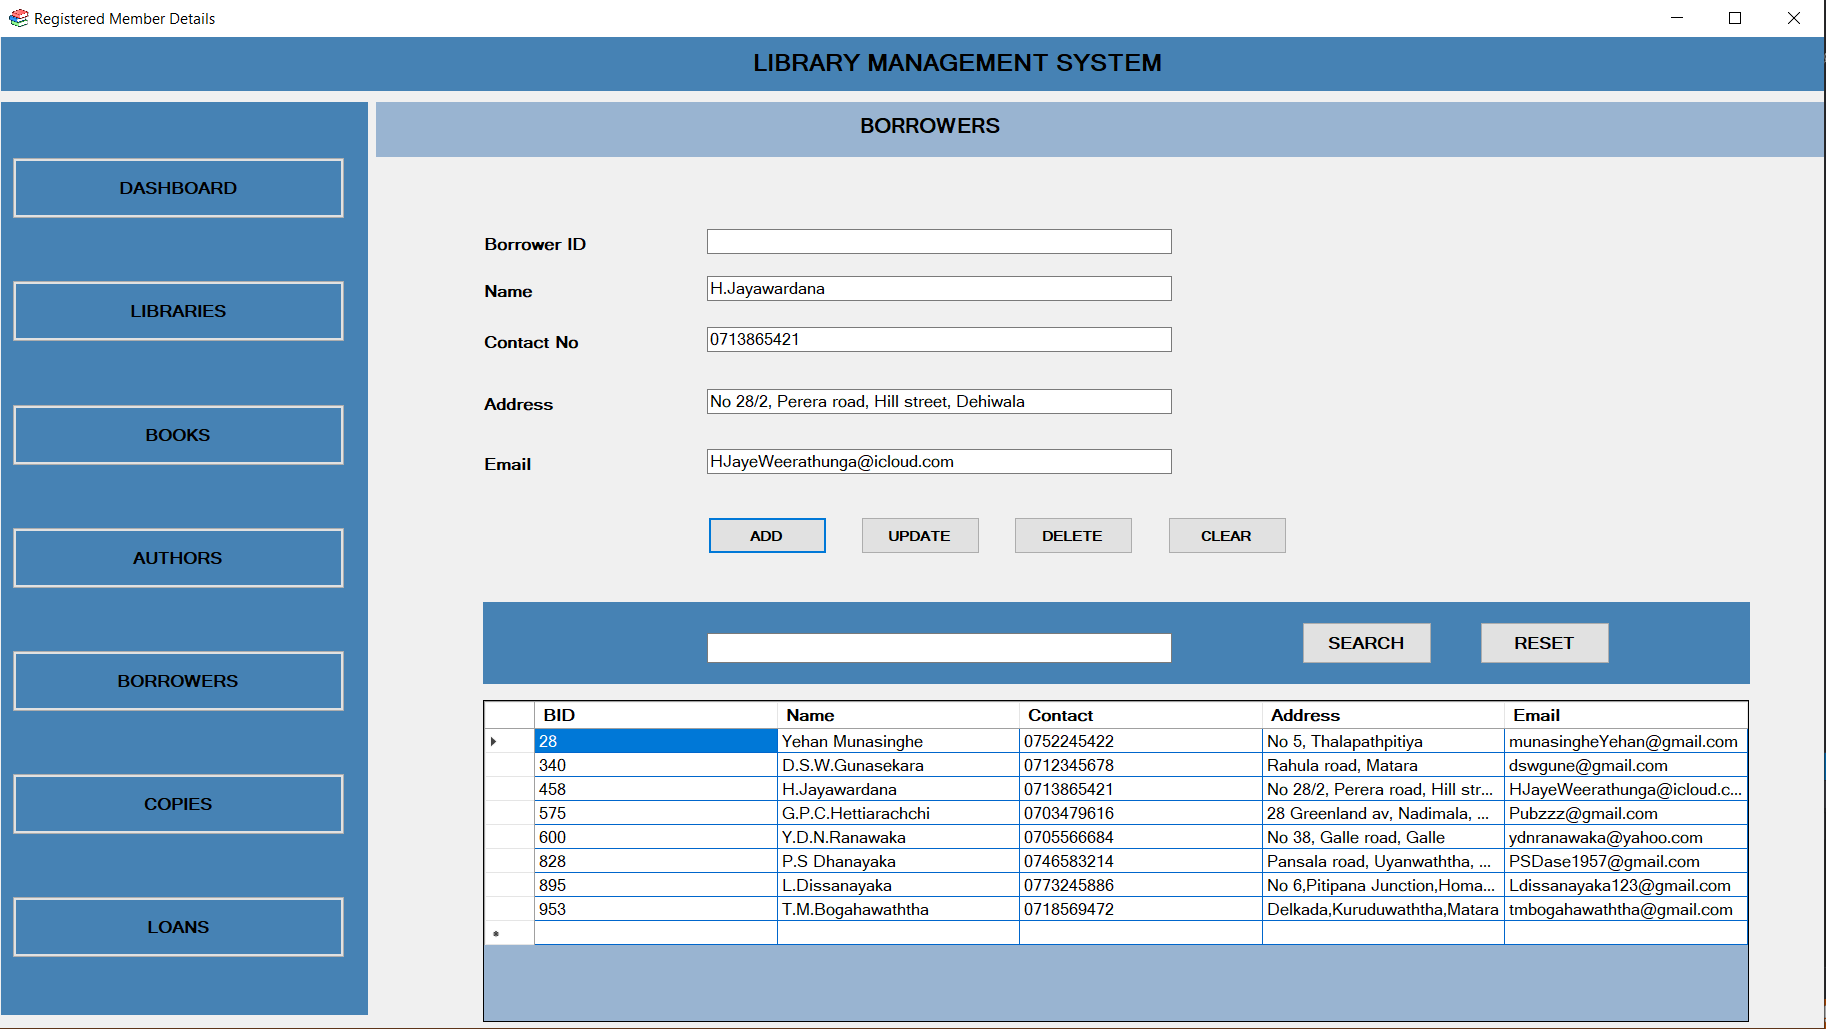 Registered Member Details
LIBRARY MANAGEMENT SYSTEM
BORROWERS
DASHBOARD
LIBRARIES
BOOKS
AUTHORS
BORROWERS
COPIES
LOANS
Borrower ID
Name H.Jayawardana
Contact No 0713865421
Address No 28/2, Perera road, Hill street, Dehiwala
Email HJayeWeerathunga@icloud.com
ADD UPDATE DELETE CLEAR
SEARCH RESET
BID Name Contact Address Email
28 Yehan Munasinghe 0752245422 No 5, Thalapathpitiya munasingheYehan@gmail.com
340 D.S.W.Gunasekara 0712345678 Rahula road, Matara dswgune@gmail.com
458 H.Jayawardana 0713865421 No 28/2, Perera road, Hill str... HJayeWeerathunga@icloud.c...
575 G.P.C.Hettiarachchi 0703479616 28 Greenland av, Nadimala, ... Pubzzz@gmail.com
600 Y.D.N.Ranawaka 0705566684 No 38, Galle road, Galle ydnranawaka@yahoo.com
828 P.S Dhanayaka 0746583214 Pansala road, Uyanwaththa, ... PSDase1957@gmail.com
895 L.Dissanayaka 0773245886 No 6,Pitipana Junction,Homa... Ldissanayaka123@gmail.com
953 T.M.Bogahawaththa 0718569472 Delkada,Kuruduwaththa,Matara tmbogahawaththa@gmail.com